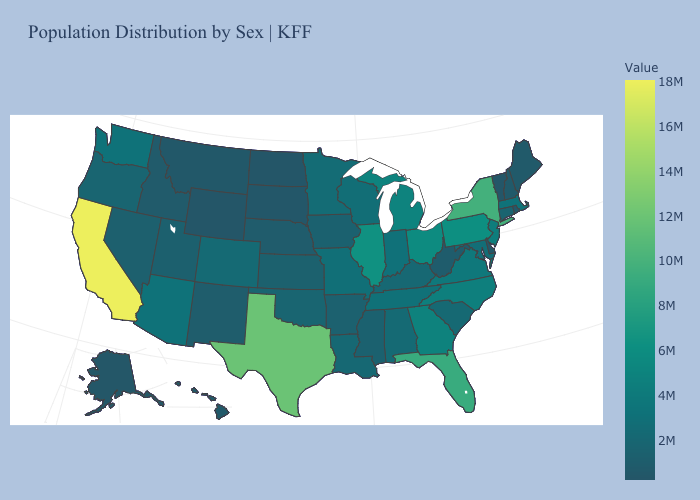 Population Distribution by Sex | KFF
Value
18M
16M
14M
12M
10M
8M
6M
4M
2M